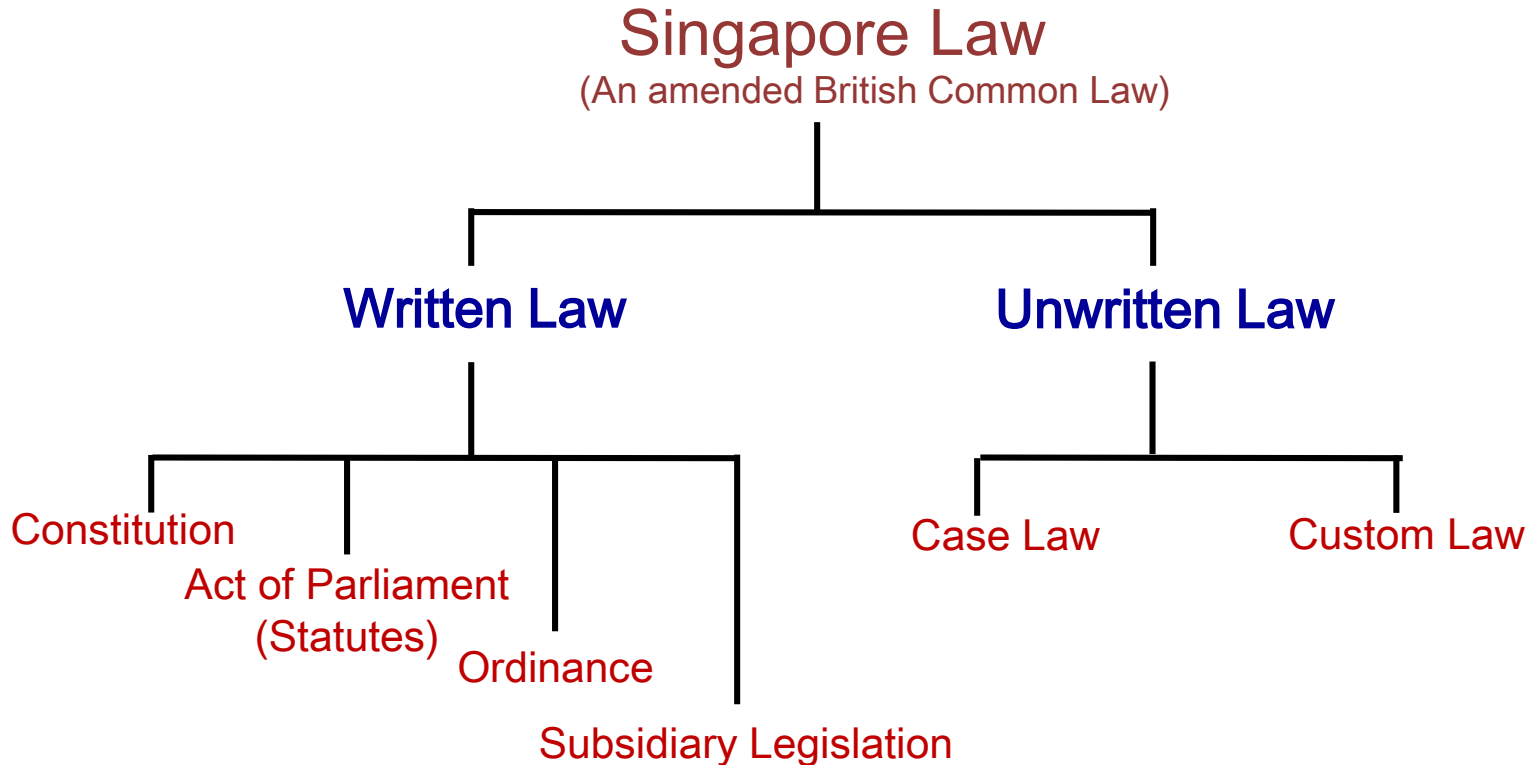 Singapore Law
(An amended British Common Law)
Written Law
Unwritten Law
Constitution
Act of Parliament
(Statutes)
Ordinance
Subsidiary Legislation
Case Law
Custom Law